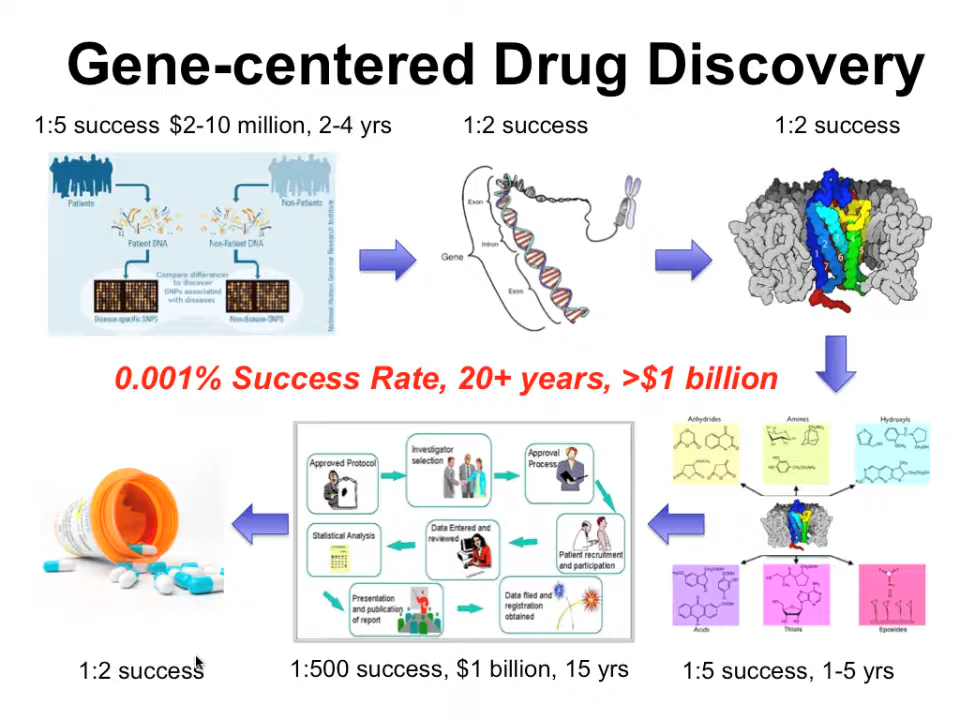 Gene-centered Drug Discovery
1:5 success $2-10 million, 2-4 yrs
1:2 success
1:2 success
Patients
Non-Patients
Patient DNA
Non-Patient DNA
Compare differences
to discover
SNPs associated
with diseases
Disease-specific SNPS
Non-disease-SNPS
National Human Genome Research Institute
Exon
Intron
Gene
Exon
0.001% Success Rate, 20+ years, >$1 billion
Approved Protocol
Investigator
selection
Approval
Process
Statistical Analysis
Data Entered and
reviewed
Patient recruitment
and participation
Presentation
and publication
of report
Data filed and
registration
obtained
Anhydrides
Amines
Hydroxyls
Acids
Thiols
Epoxides
1:2 success
1:500 success, $1 billion, 15 yrs
1:5 success, 1-5 yrs